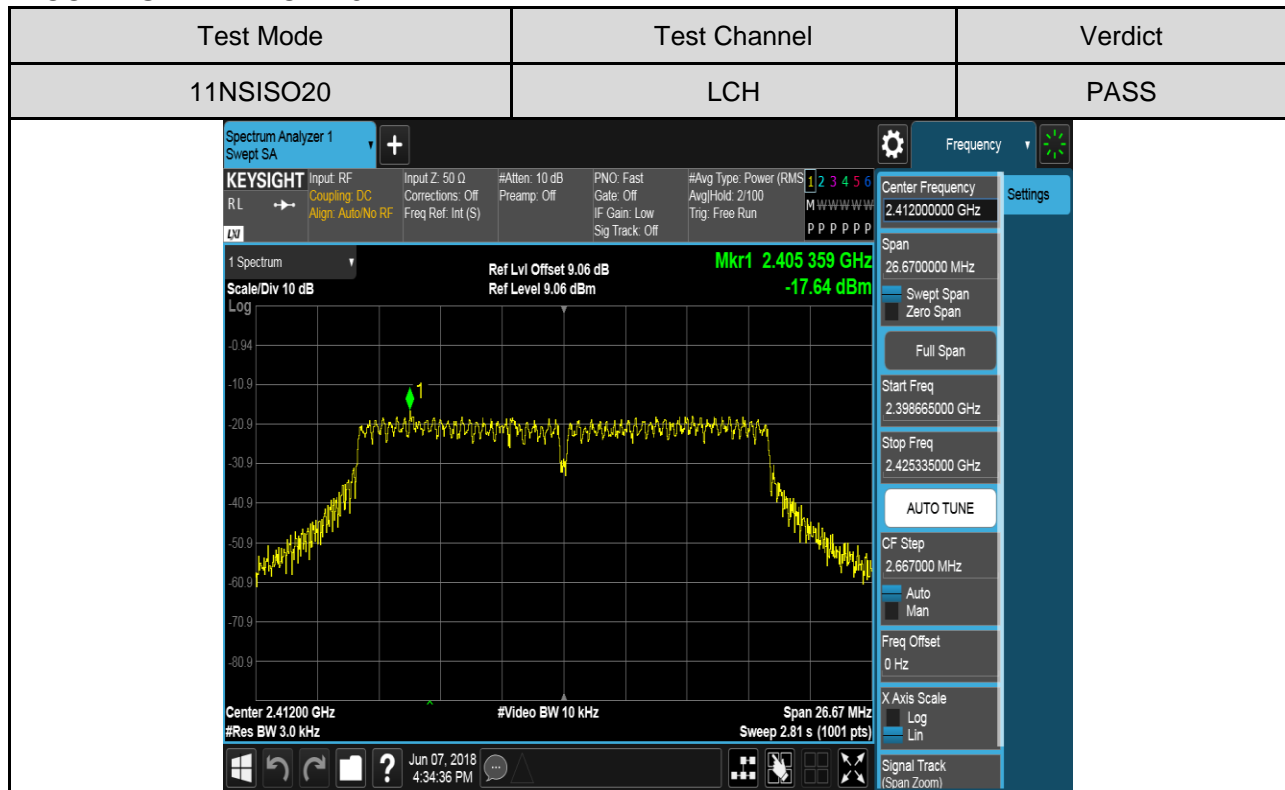 Test Mode Test Channel Verdict
11NSISO20 LCH PASS
Spectrum Analyzer 1
Swept SA
+
Frequency
KEYSIGHT Input: RF Input Z: 50 Ω #Atten: 10 dB PNO: Fast #Avg Type: Power (RMS 1 2 3 4 5 6
RL Coupling: DC Corrections: Off Preamp: Off Gate: Off Avg|Hold: 2/100 M W W W W W
Align: Auto/No RF Freq Ref: Int (S) IF Gain: Low Trig: Free Run
LXI Sig Track: Off P P P P P P
1 Spectrum Ref Lvl Offset 9.06 dB Mkr1 2.405 359 GHz
Scale/Div 10 dB Ref Level 9.06 dBm -17.64 dBm
Log
-0.94
-10.9
1
-20.9
-30.9
-40.9
-50.9
-60.9
-70.9
-80.9
Center 2.41200 GHz #Video BW 10 kHz Span 26.67 MHz
#Res BW 3.0 kHz Sweep 2.81 s (1001 pts)
? Jun 07, 2018
4:34:36 PM
Center Frequency
2.412000000 GHz
Settings
Span
26.6700000 MHz
Swept Span
Zero Span
Full Span
Start Freq
2.398665000 GHz
Stop Freq
2.425335000 GHz
AUTO TUNE
CF Step
2.667000 MHz
Auto
Man
Freq Offset
0 Hz
X Axis Scale
Log
Lin
Signal Track
(Span Zoom)